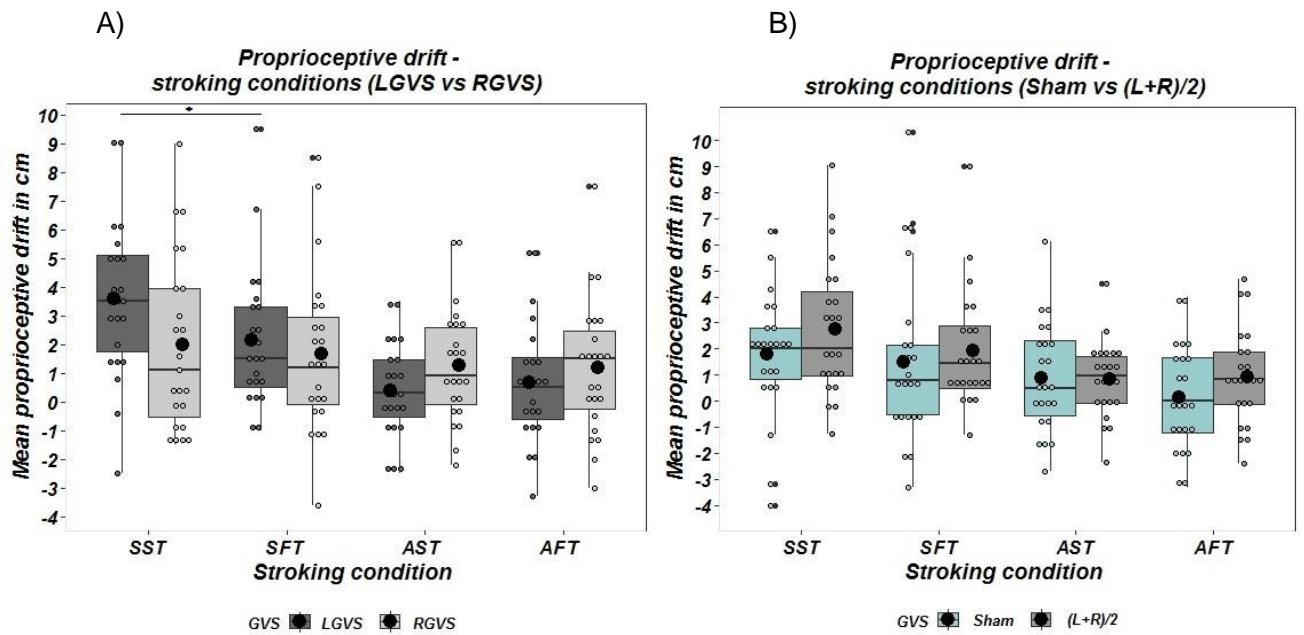 A)
Proprioceptive drift -
stroking conditions (LGVS vs RGVS)
Mean proprioceptive drift in cm
10
9
8
7
6
5
4
3
2
1
0
-1
-2
-3
-4
*
SST SFT AST AFT
Stroking condition
GVS LGVS RGVS
B)
Proprioceptive drift -
stroking conditions (Sham vs (L+R)/2)
Mean proprioceptive drift in cm
10
9
8
7
6
5
4
3
2
1
0
-1
-2
-3
-4
SST SFT AST AFT
Stroking condition
GVS Sham (L+R)/2